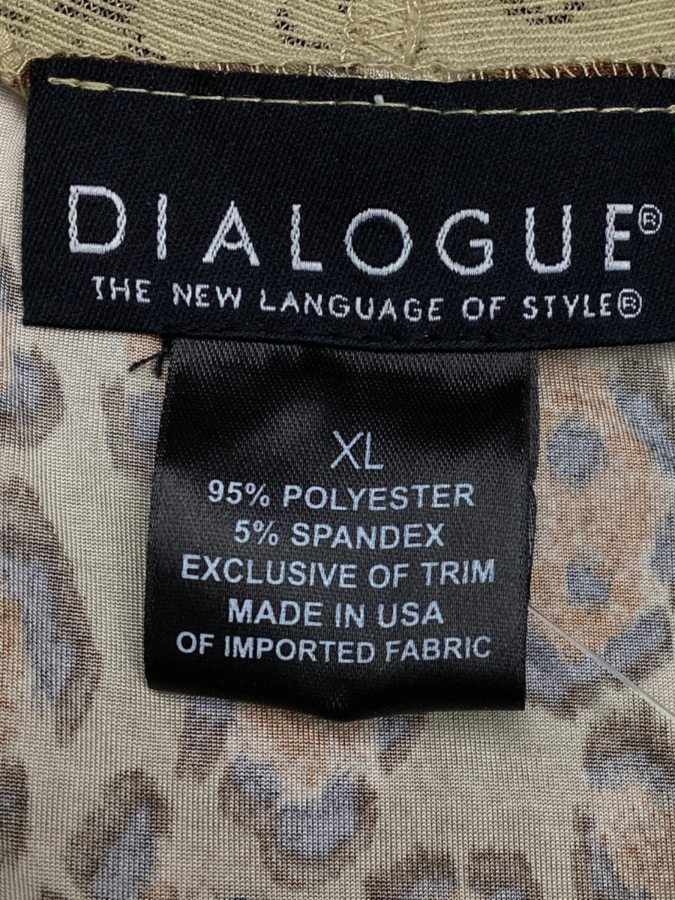 DIALOGUE®
THE NEW LANGUAGE OF STYLE®
XL
95% POLYESTER
5% SPANDEX
EXCLUSIVE OF TRIM
MADE IN USA
OF IMPORTED FABRIC